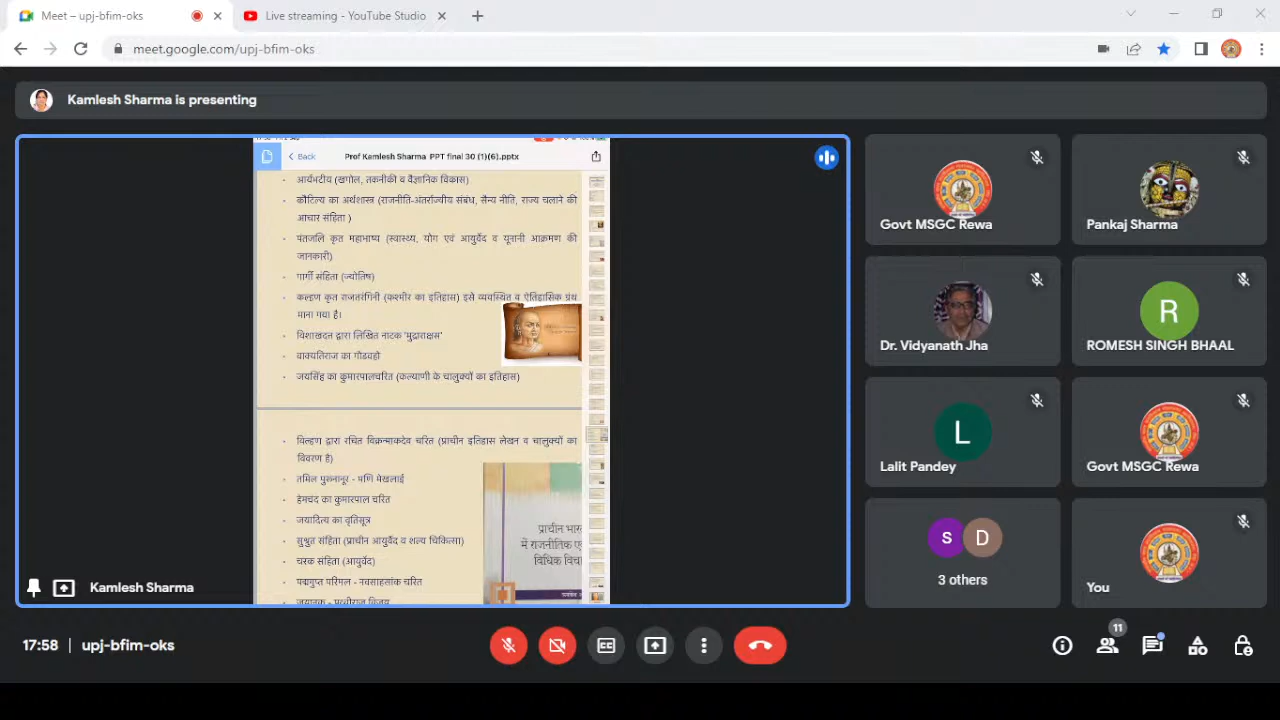 Meet – upj-bfim-oks
Live streaming - YouTube Studio
meet.google.com/upj-bfim-oks
Kamlesh Sharma is presenting
Back
Prof Kamlesh Sharma PPT final 30 (1)(6).pptx
आर्यभटीय (खगोल, तकनीकी व वैज्ञानिक विकास)
कौटिल्य का अर्थशास्त्र (राजनीति-अंतर्राज्यीय संबंध, सैन्य नीति, राज्य चलाने की
आचार संहिता )
पंतजलि कृत महाभाष्य (स्वास्थ्य, योग एवं आयुर्वेद व यूनानी आक्रमण की
जानकारी)
गार्गी संहिता (ज्योतिष)
कल्हण कृत राजतरंगिनी (कश्मीर का इतिहास) इसे व्यवस्थित व ऐतिहासिक ग्रंथ
माना गया है )
विशाखदत्त का लिखित नाटक 'मुद्राराक्षस'
वाक्पतिराज का गौढवहो
जयसिंह का कुमारपालचरित (कल्याणी के चालुक्यों का इतिहास)
विल्हण का विक्रमांकदेव चरित (प्राचीन इतिहास लेखन व चालुक्यों का
विवरण है)
तमिल ग्रंथ - मणि मेखलाई
हेमचंद्र का कुमारपाल चरित
जयादित्य का वृतिसूत्र
सुश्रुत संहिता (प्राचीन आयुर्वेद व शल्य चिकित्सा)
चरक संहिता (आयुर्वेद)
पद्मगुप्त परिमल - नवसाहसांक चरित
प्राचीन भार
में राजनीतिक ए
विधिक विचा
Kamlesh Sharma
Govt MSGC Rewa
Pankaj Sharma
Dr. Vidyanath Jha
R
ROMESH SINGH BHAAL
L
Lalit Panday
Govt MSGC Rewa
S D
3 others
You
17:58 | upj-bfim-oks
11